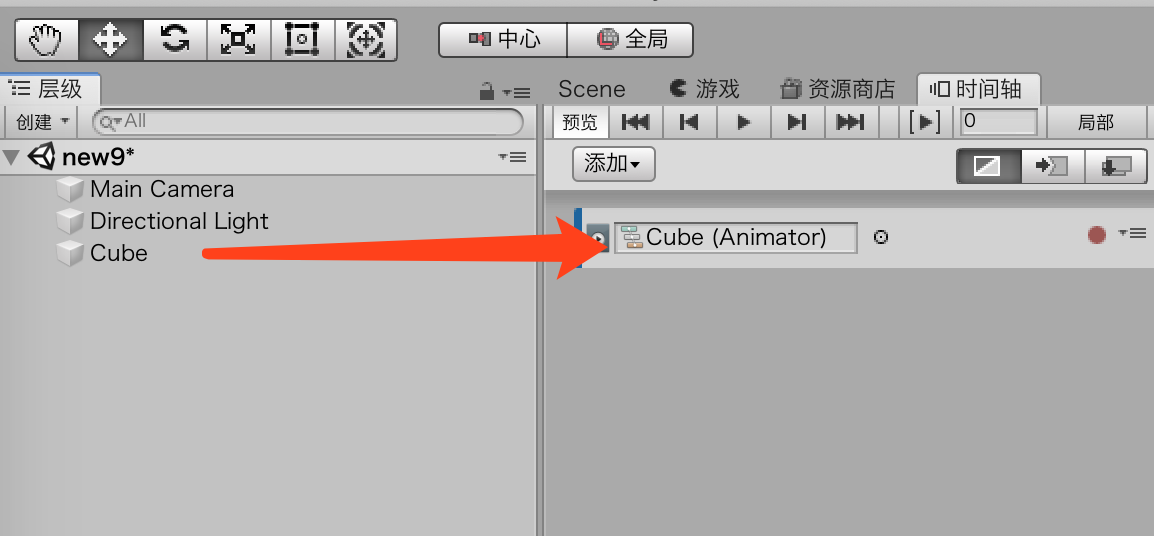 中心 全局
层级
All
创建
new9*
Main Camera
Directional Light
Cube
Scene 游戏 资源商店 时间轴
预览 0 局部
添加
Cube (Animator)